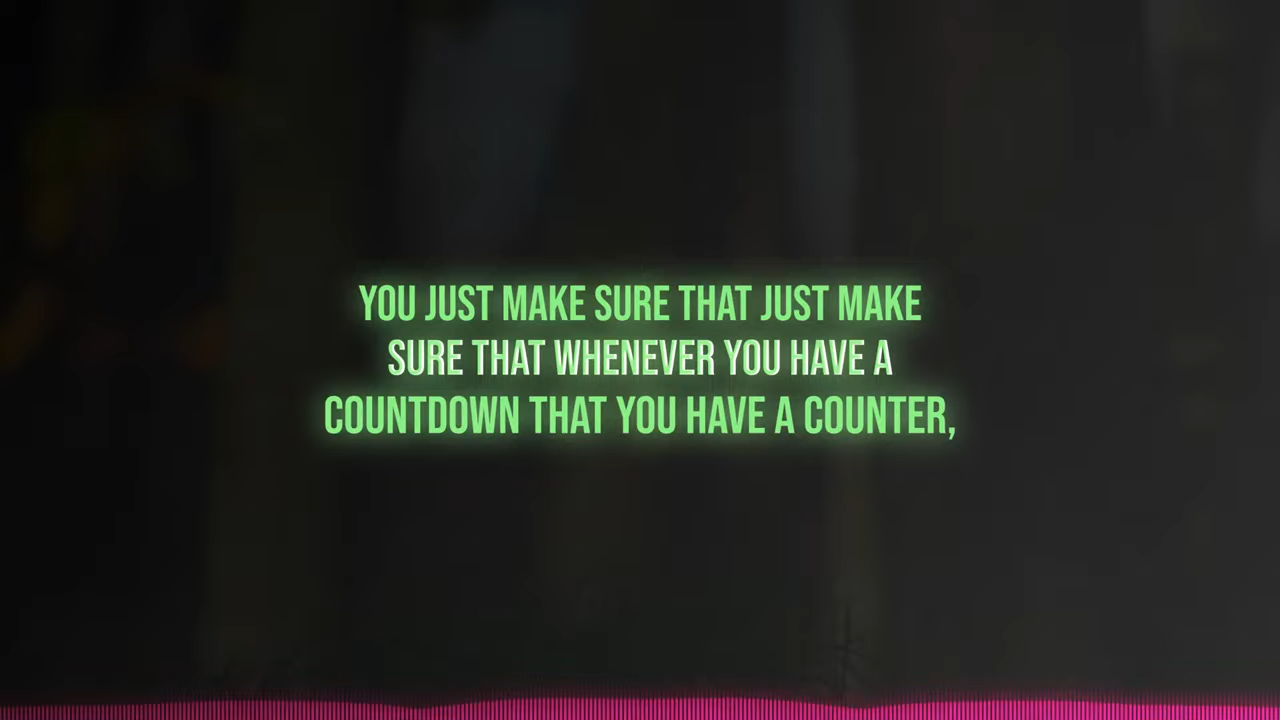 YOU JUST MAKE SURE THAT JUST MAKE
SURE THAT WHENEVER YOU HAVE A
COUNTDOWN THAT YOU HAVE A COUNTER,